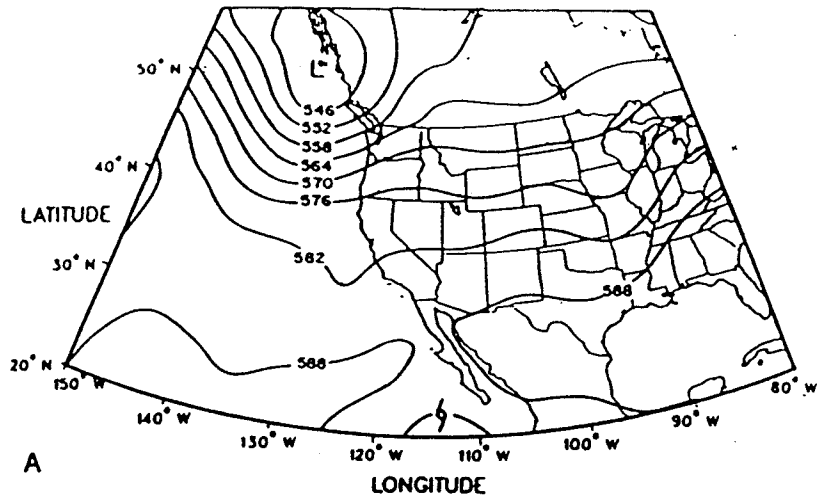 50° N
L
546
552
558
564
570
576
40° N
LATITUDE
582
30° N
588
20° N
588
150° W
80° W
140° W
90° W
130° W
100° W
120° W
110° W
A
LONGITUDE